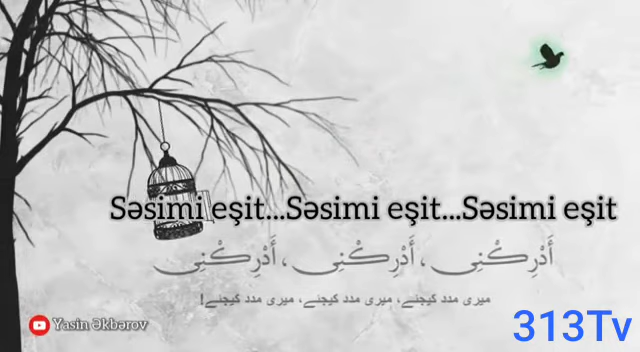 Səsimi eşit...Səsimi eşit...Səsimi eşit
أَدْرِكْنِی، أَدْرِكْنِی، أَدْرِكْنِی
میری مدد کیجئے، میری مدد کیجئے، میری مدد کیجئے!
Yasin Əkbərov
313Tv